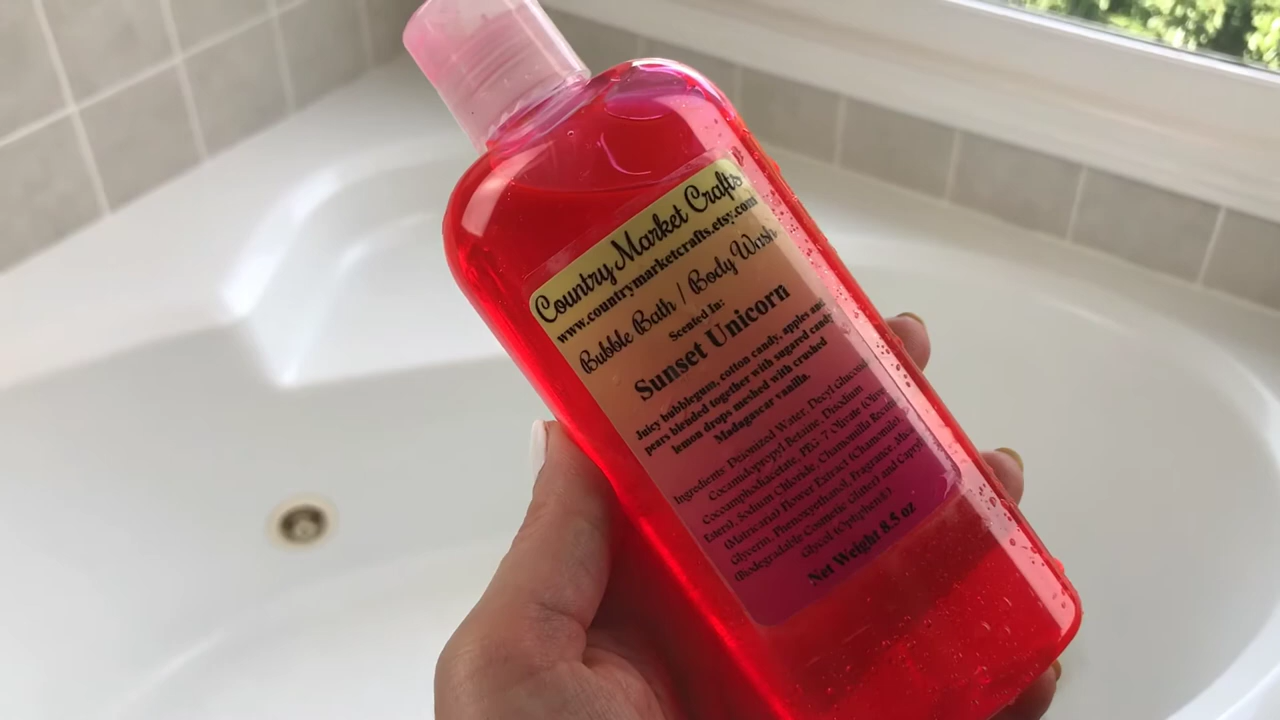 Country Market Crafts
www.countrymarketcrafts.etsy.com
Bubble Bath / Body Wash
Scented In:
Sunset Unicorn
Juicy bubblegum, cotton candy, apples and
pears blended together with sugared candy
lemon drops meshed with crushed
Madagascar vanilla.
Ingredients: Deionized Water, Decyl Glucoside
Cocamidopropyl Betaine, Disodium
Cocoamphodiacetate, PEG-7 Olivate (Olive
Esters), Sodium Chloride, Chamomilla Recutita
(Matricaria) Flower Extract (Chamomile),
Glycerin, Phenoxyethanol, Fragrance,
(Biodegradable Cosmetic Glitter) and
Glycol (Optiphen®)
Net Weight 8.5 oz